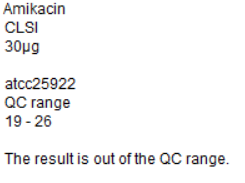 Amikacin
CLSI
30µg
atcc25922
QC range
19 - 26
The result is out of the QC range.